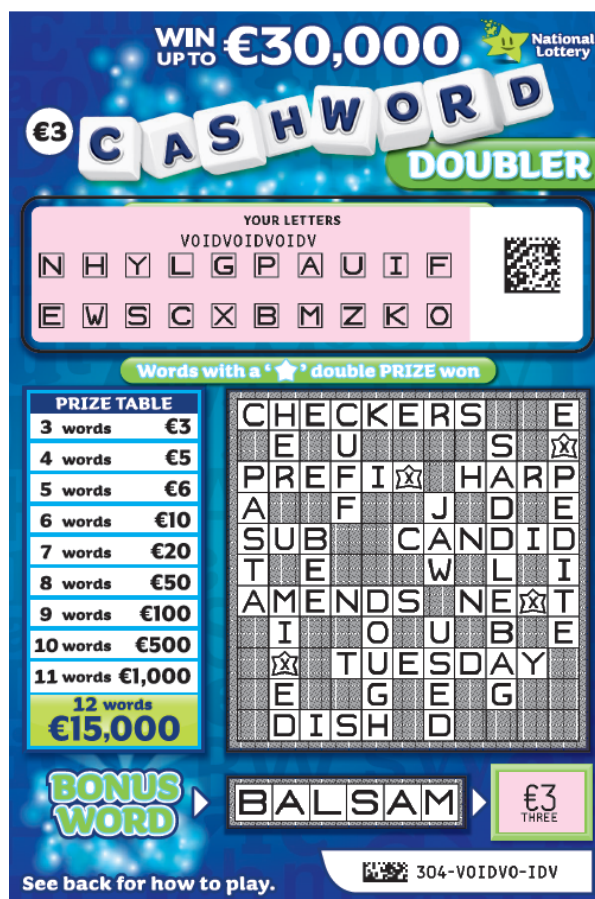 WIN UP TO €30,000
National Lottery
€3
CASHWORD
DOUBLER
YOUR LETTERS
VOIDVOIDVOIDV
N H Y L G P A U I F
E W S C X B M Z K O
Words with a ‘★’ double PRIZE won
PRIZE TABLE
3 words €3
4 words €5
5 words €6
6 words €10
7 words €20
8 words €50
9 words €100
10 words €500
11 words €1,000
12 words
€15,000
CHECKERS E
E U S X
PREFIX HARP
A F J D E
SUB CANDID
T E W L I
AMENDS NEXT
I O U B E
X TUESDAY
E G E G
DISH D
BONUS
WORD
BALSAM
€3
THREE
304-VOIDVO-IDV
See back for how to play.